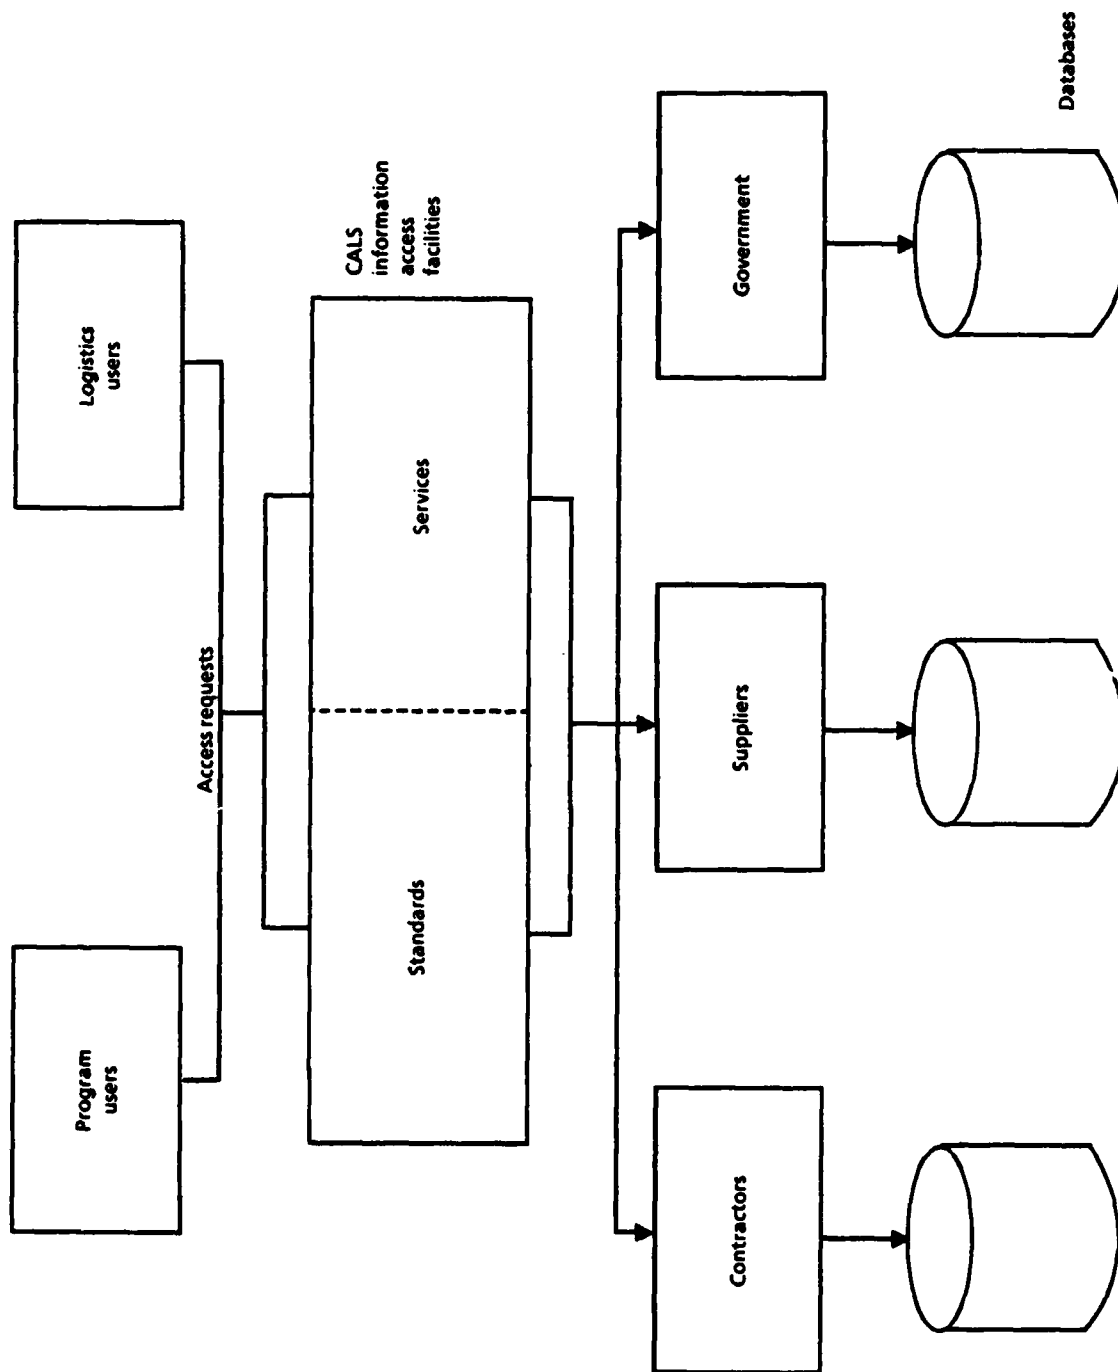 Program
users
Logistics
users
Access requests
CALS
information
access
facilities
Standards
Services
Contractors
Suppliers
Government
Databases